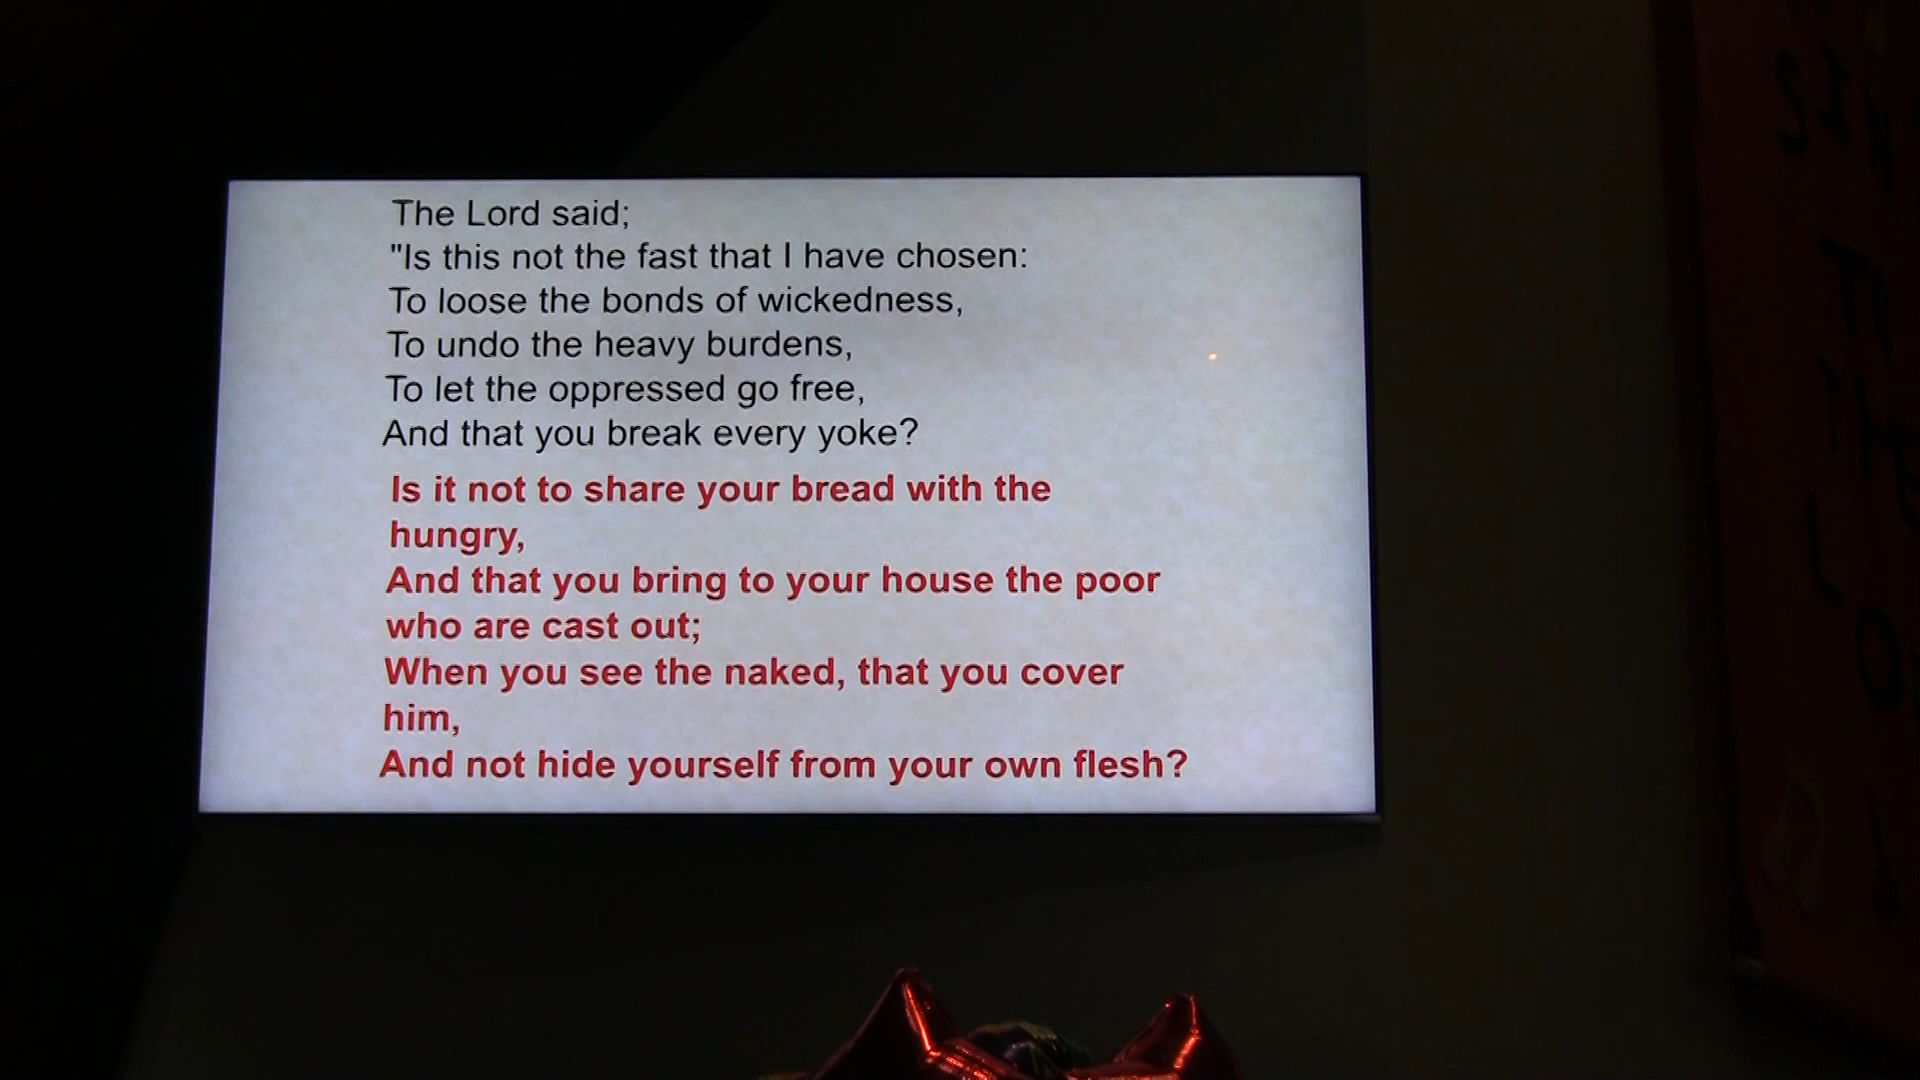 The Lord said;
"Is this not the fast that I have chosen:
To loose the bonds of wickedness,
To undo the heavy burdens,
To let the oppressed go free,
And that you break every yoke?
Is it not to share your bread with the
hungry,
And that you bring to your house the poor
who are cast out;
When you see the naked, that you cover
him,
And not hide yourself from your own flesh?